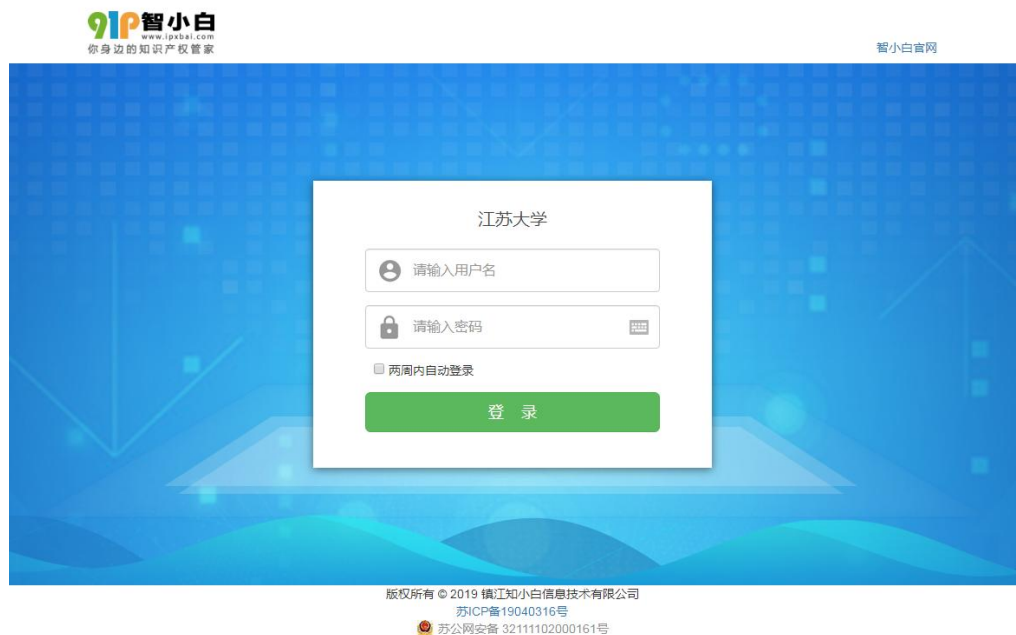 91IP智小白
www.ipxbai.com
你身边的知识产权管家
智小白官网
江苏大学
请输入用户名
请输入密码
两周内自动登录
登 录
版权所有 © 2019 镇江知小白信息技术有限公司
苏ICP备19040316号
苏公网安备 32111102000161号